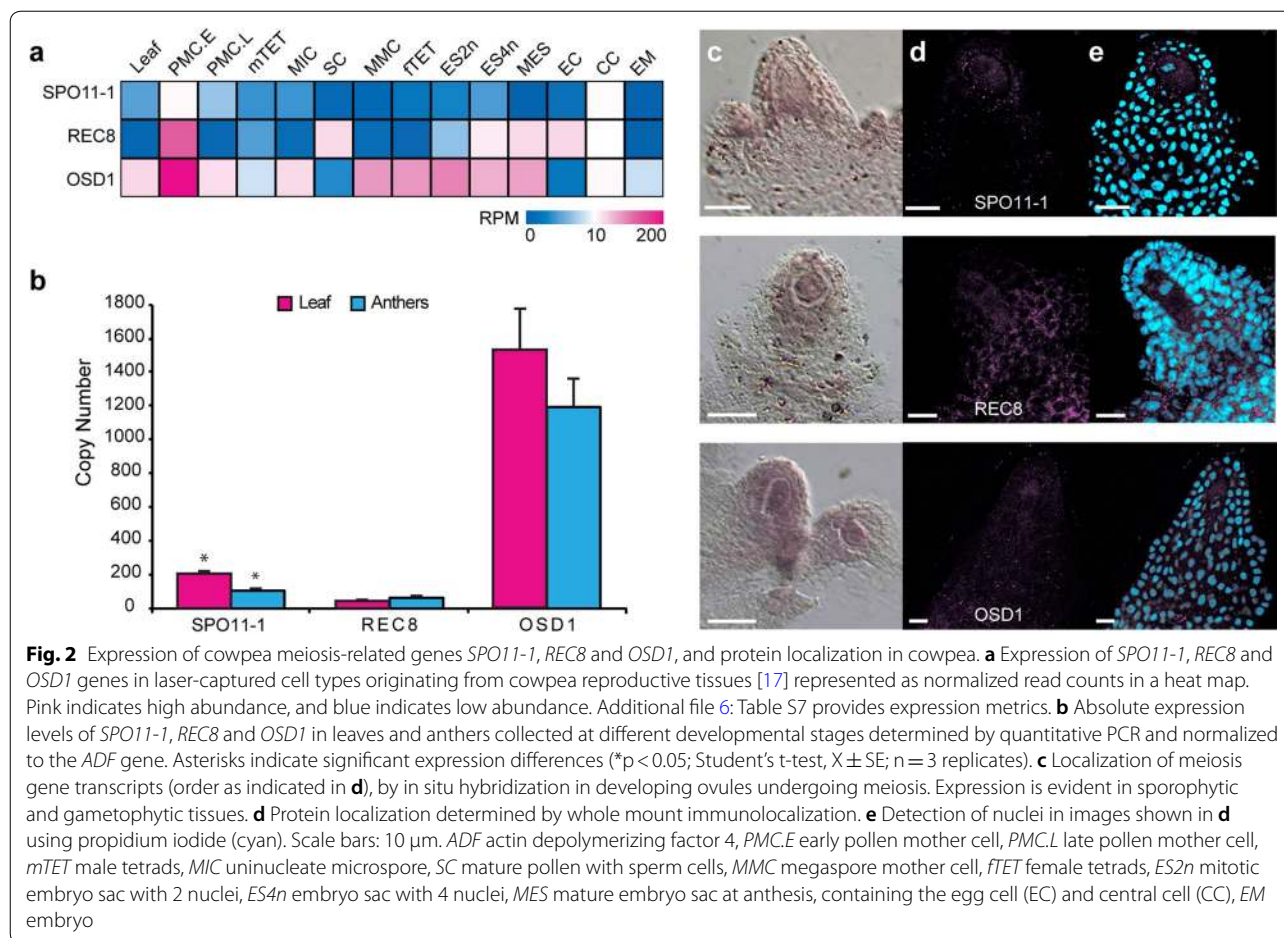 a
Leaf PMC.E PMC.L mTET MIC SC MMC fTET ES2n ES4n MES EC CC EM
SPO11-1
REC8
OSD1
RPM
0 10 200
b
Leaf Anthers
Copy Number
1800
1600
1400
1200
1000
800
600
400
200
0
* *
SPO11-1 REC8 OSD1
c d e
SPO11-1
REC8
OSD1
Fig. 2 Expression of cowpea meiosis-related genes SPO11-1, REC8 and OSD1, and protein localization in cowpea. a Expression of SPO11-1, REC8 and
OSD1 genes in laser-captured cell types originating from cowpea reproductive tissues [17] represented as normalized read counts in a heat map.
Pink indicates high abundance, and blue indicates low abundance. Additional file 6: Table S7 provides expression metrics. b Absolute expression
levels of SPO11-1, REC8 and OSD1 in leaves and anthers collected at different developmental stages determined by quantitative PCR and normalized
to the ADF gene. Asterisks indicate significant expression differences (*p < 0.05; Student's t-test, X ± SE; n = 3 replicates). c Localization of meiosis
gene transcripts (order as indicated in d), by in situ hybridization in developing ovules undergoing meiosis. Expression is evident in sporophytic
and gametophytic tissues. d Protein localization determined by whole mount immunolocalization. e Detection of nuclei in images shown in d
using propidium iodide (cyan). Scale bars: 10 μm. ADF actin depolymerizing factor 4, PMC.E early pollen mother cell, PMC.L late pollen mother cell,
mTET male tetrads, MIC uninucleate microspore, SC mature pollen with sperm cells, MMC megaspore mother cell, fTET female tetrads, ES2n mitotic
embryo sac with 2 nuclei, ES4n embryo sac with 4 nuclei, MES mature embryo sac at anthesis, containing the egg cell (EC) and central cell (CC), EM
embryo